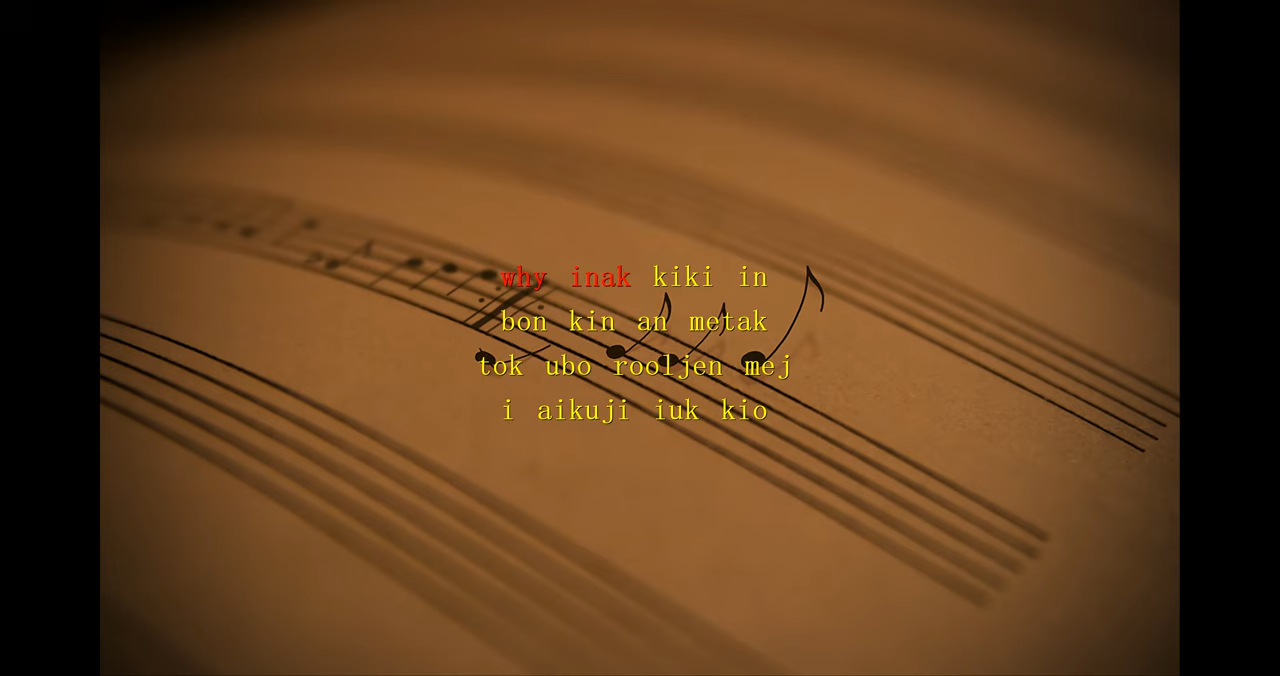 why inak kiki in
bon kin an metak
tok ubo rooljen mej
i aikuji iuk kio